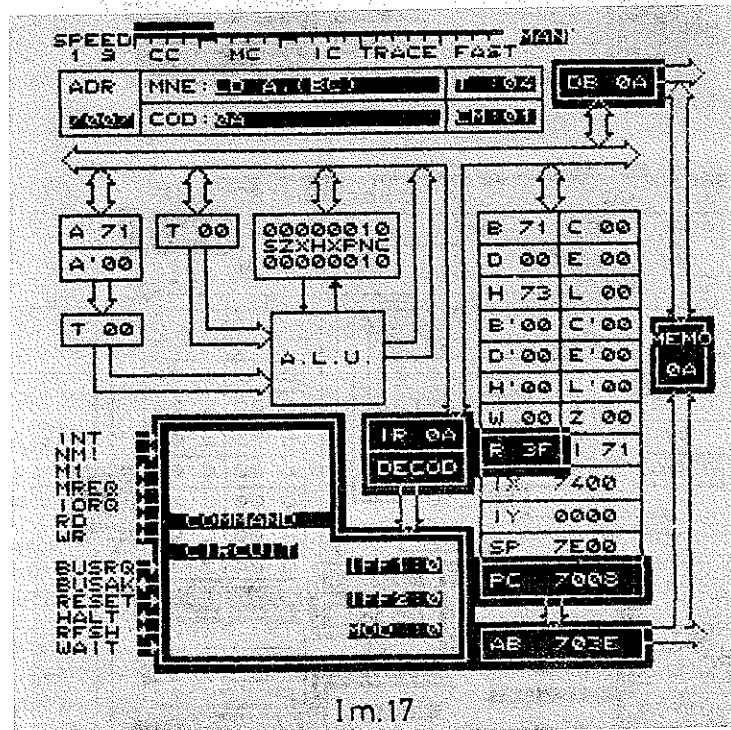 SPEED MAN
1 9 CC MC IC TRACE FAST
ADR MNE: LD A,(BC) T :04
7007 COD: 0A CM:01
DB 0A
A 71
A'00
T 00
00000010
SZXHXPNC
00000010
T 00
A.L.U.
B 71 C 00
D 00 E 00
H 73 L 00
B'00 C'00
D'00 E'00
H'00 L'00
W 00 Z 00
R 3F I 71
IX 7400
IY 0000
SP 7E00
PC 7008
AB 703E
MEMO
0A
IR 0A
DECOD
COMMAND
CIRCUIT
IFF1:0
IFF2:0
MOD :0
INT
NMI
M1
MREQ
IORQ
RD
WR
BUSRQ
BUSAK
RESET
HALT
RFSH
WAIT
Im.17